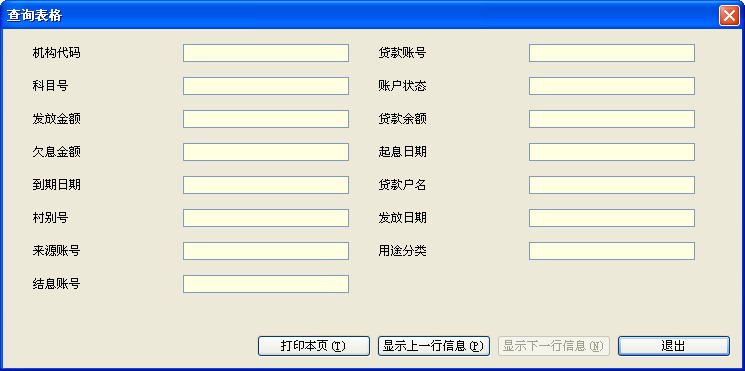 查询表格
机构代码 贷款账号
科目号 账户状态
发放金额 贷款余额
欠息金额 起息日期
到期日期 贷款户名
村别号 发放日期
来源账号 用途分类
结息账号
打印本页(T) 显示上一行信息(P) 显示下一行信息(N) 退出